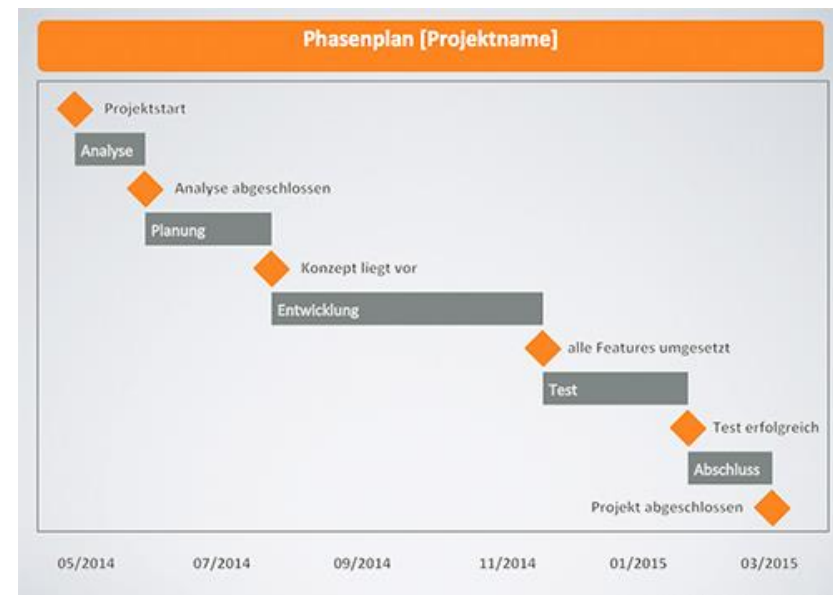 Phasenplan [Projektname]
Projektstart
Analyse
Analyse abgeschlossen
Planung
Konzept liegt vor
Entwicklung
alle Features umgesetzt
Test
Test erfolgreich
Abschluss
Projekt abgeschlossen
05/2014 07/2014 09/2014 11/2014 01/2015 03/2015